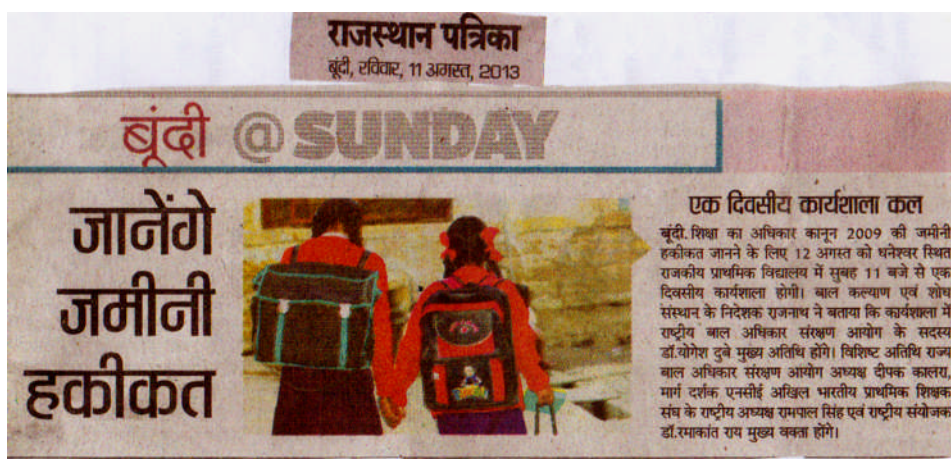 राजस्थान पत्रिका
बूंदी, रविवार, 11 अगस्त, 2013
बूंदी @ SUNDAY
जानेंगे
जमीनी
हकीकत
एक दिवसीय कार्यशाला कल
बूंदी. शिक्षा का अधिकार कानून 2009 की जमीनी
हकीकत जानने के लिए 12 अगस्त को धनेश्वर स्थित
राजकीय प्राथमिक विद्यालय में सुबह 11 बजे से एक
दिवसीय कार्यशाला होगी। बाल कल्याण एवं शोध
संस्थान के निदेशक राजनाथ ने बताया कि कार्यशाला में
राष्ट्रीय बाल अधिकार संरक्षण आयोग के सदस्य
डॉ.योगेश दुबे मुख्य अतिथि होंगे। विशिष्ट अतिथि राज्य
बाल अधिकार संरक्षण आयोग अध्यक्ष दीपक कालरा,
मार्ग दर्शक एनसीई अखिल भारतीय प्राथमिक शिक्षक
संघ के राष्ट्रीय अध्यक्ष रामपाल सिंह एवं राष्ट्रीय संयोजक
डॉ.रमाकांत राय मुख्य वक्ता होंगे।